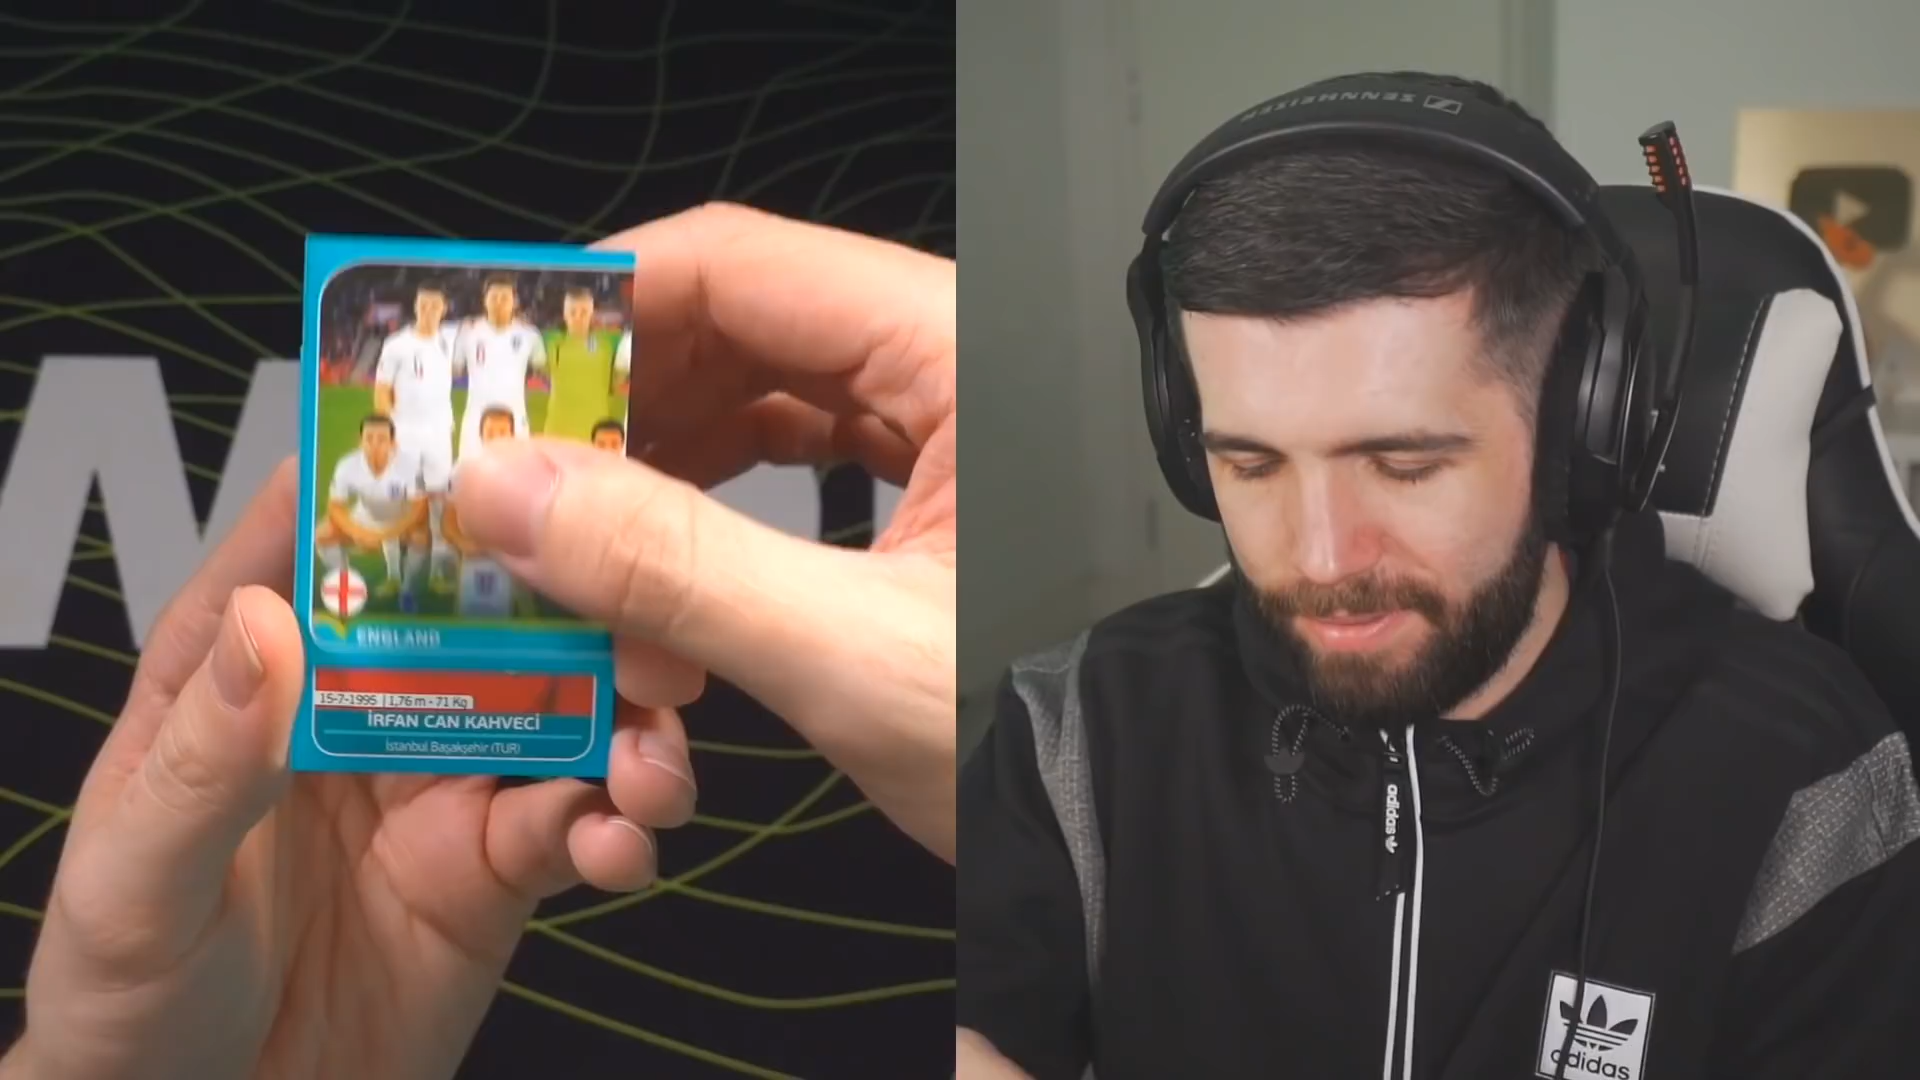 ENGLAND
15-7-1995 | 1,76 m - 71 Kg
İRFAN CAN KAHVECİ
İstanbul Başakşehir (TUR)
SENNHEISER
adidas
adidas